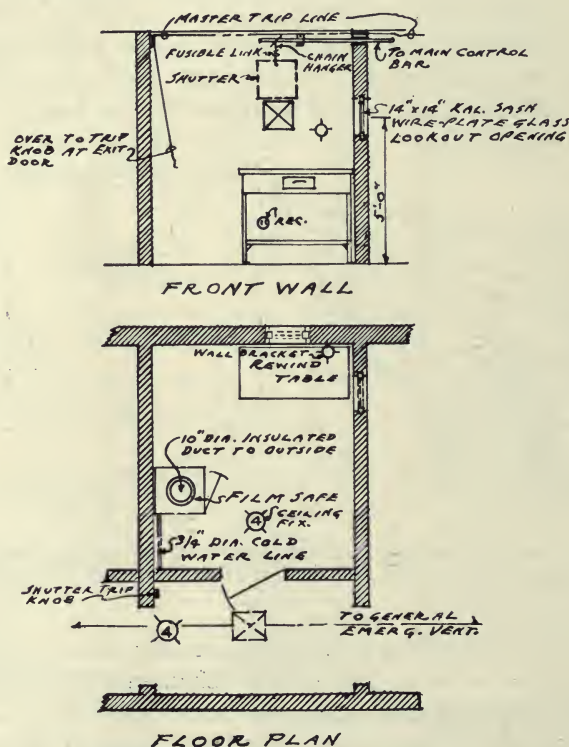 MASTER TRIP LINE
FUSIBLE LINK
CHAIN
HANGER
TO MAIN CONTROL
BAR
SHUTTER
14"x14" KAL. SASH
WIRE-PLATE GLASS
LOOKOUT OPENING
OVER TO TRIP
KNOB AT EXIT
DOOR
5'-0"
REC.
FRONT WALL
WALL BRACKET
REWIND
TABLE
10" DIA. INSULATED
DUCT TO OUTSIDE
FILM SAFE
4
CEILING
FIX.
3/4" DIA. COLD
WATER LINE
SHUTTER TRIP
KNOB
4
TO GENERAL
EMERG. VENT.
FLOOR PLAN